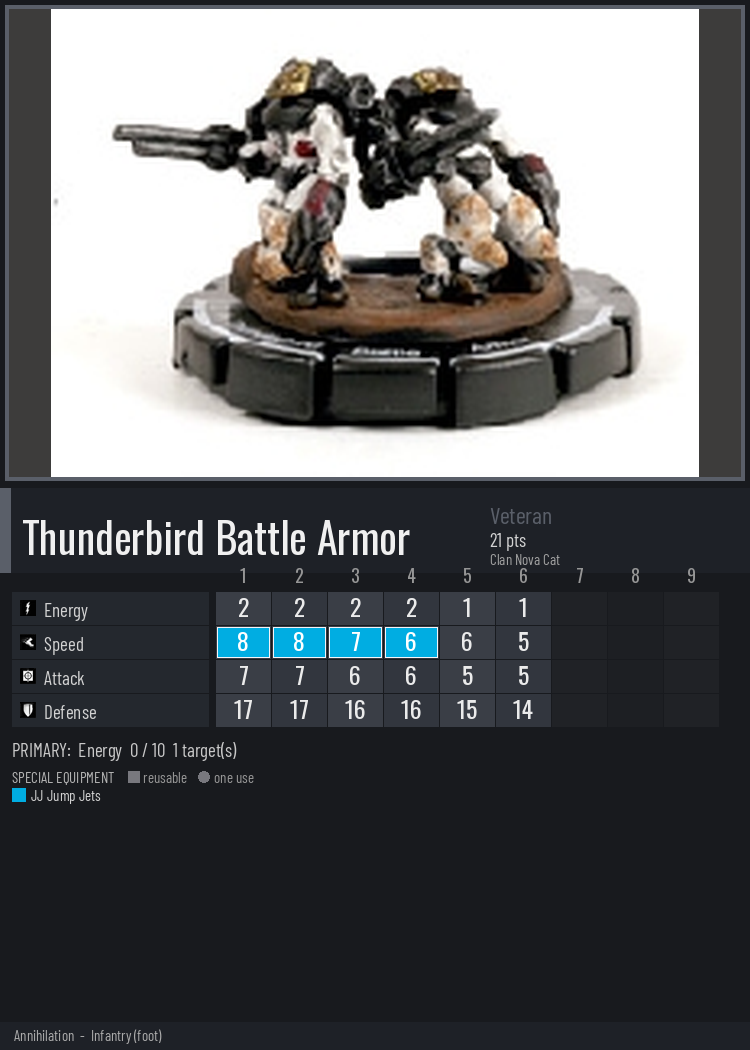 Thunderbird Battle Armor
Veteran
21 pts
Clan Nova Cat
1 2 3 4 5 6 7 8 9
Energy 2 2 2 2 1 1
Speed 8 8 7 6 6 5
Attack 7 7 6 6 5 5
Defense 17 17 16 16 15 14
PRIMARY: Energy 0 / 10 1 target(s)
SPECIAL EQUIPMENT reusable one use
JJ Jump Jets
Annihilation - Infantry (foot)